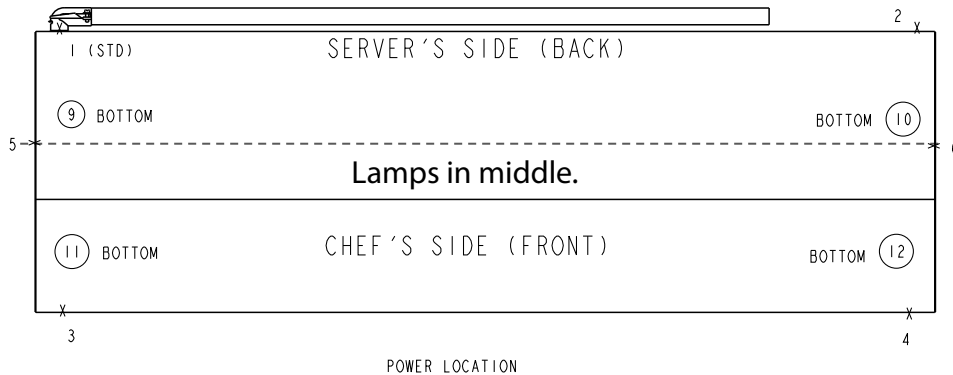 2
1 (STD)
SERVER'S SIDE (BACK)
9 BOTTOM
BOTTOM 10
5
Lamps in middle.
11 BOTTOM
CHEF'S SIDE (FRONT)
BOTTOM 12
3
4
POWER LOCATION